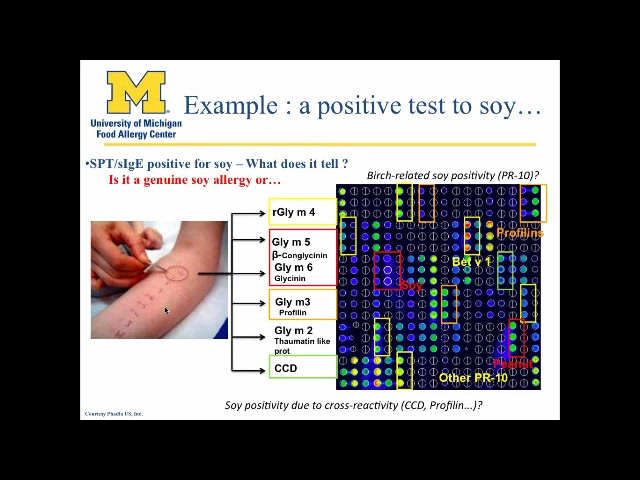 M
University of Michigan
Food Allergy Center
Example : a positive test to soy…
•SPT/sIgE positive for soy – What does it tell ?
Is it a genuine soy allergy or…
Birch-related soy positivity (PR-10)?
rGly m 4
Gly m 5
β-Conglycinin
Gly m 6
Glycinin
Gly m3
Profilin
Gly m 2
Thaumatin like
prot
CCD
Profilins
Bet v 1
Soy
Peanut
Other PR-10
Soy positivity due to cross-reactivity (CCD, Profilin...)?
Courtesy Phadia US, Inc.